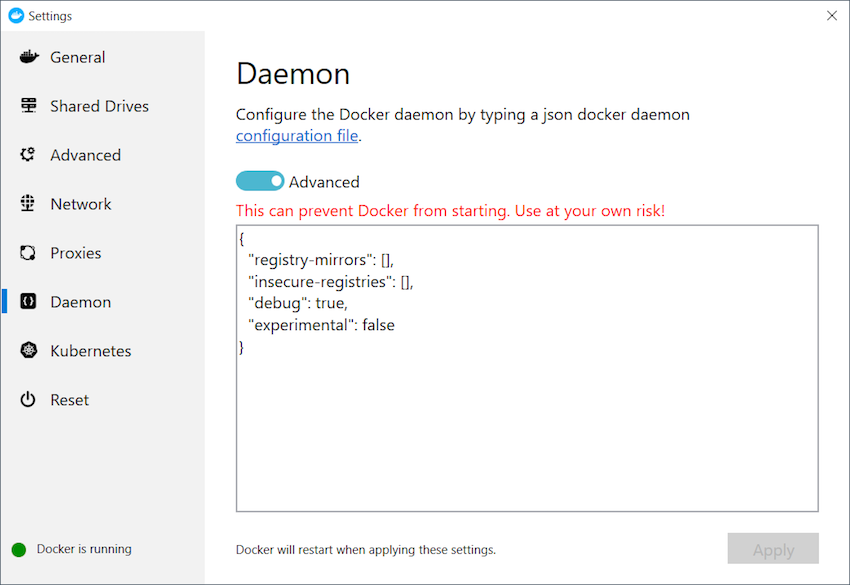 Settings
General
Shared Drives
Advanced
Network
Proxies
Daemon
Kubernetes
Reset
Docker is running
Daemon
Configure the Docker daemon by typing a json docker daemon
configuration file.
Advanced
This can prevent Docker from starting. Use at your own risk!
{
  "registry-mirrors": [],
  "insecure-registries": [],
  "debug": true,
  "experimental": false
}
Docker will restart when applying these settings.
Apply